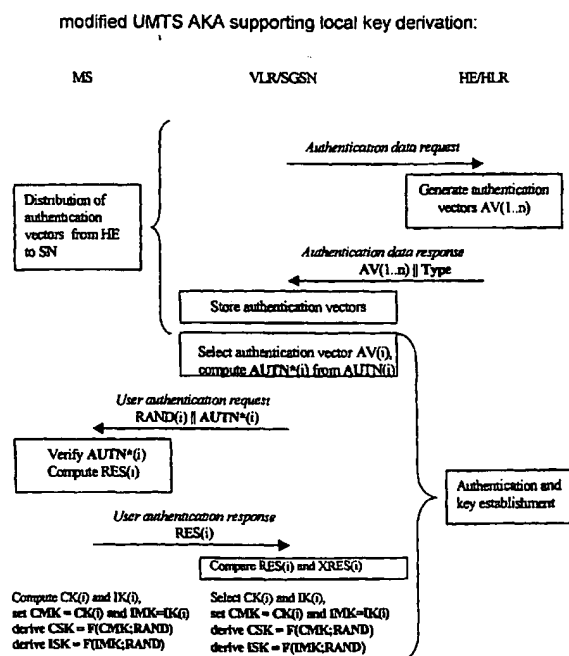 modified UMTS AKA supporting local key derivation:
MS VLR/SGSN HE/HLR
Authentication data request
Distribution of
authentication
vectors from HE
to SN
Generate authentication
vectors AV(1..n)
Authentication data response
AV(1..n) || Type
Store authentication vectors
Select authentication vector AV(i),
compute AUTN*(i) from AUTN(i)
User authentication request
RAND(i) || AUTN*(i)
Verify AUTN*(i)
Compute RES(i)
Authentication and
key establishment
User authentication response
RES(i)
Compare RES(i) and XRES(i)
Compute CK(i) and IK(i),
set CMK = CK(i) and IMK=IK(i)
derive CSK = F(CMK;RAND)
derive ISK = F(IMK;RAND)
Select CK(i) and IK(i),
set CMK = CK(i) and IMK=IK(i)
derive CSK = F(CMK;RAND)
derive ISK = F(IMK;RAND)